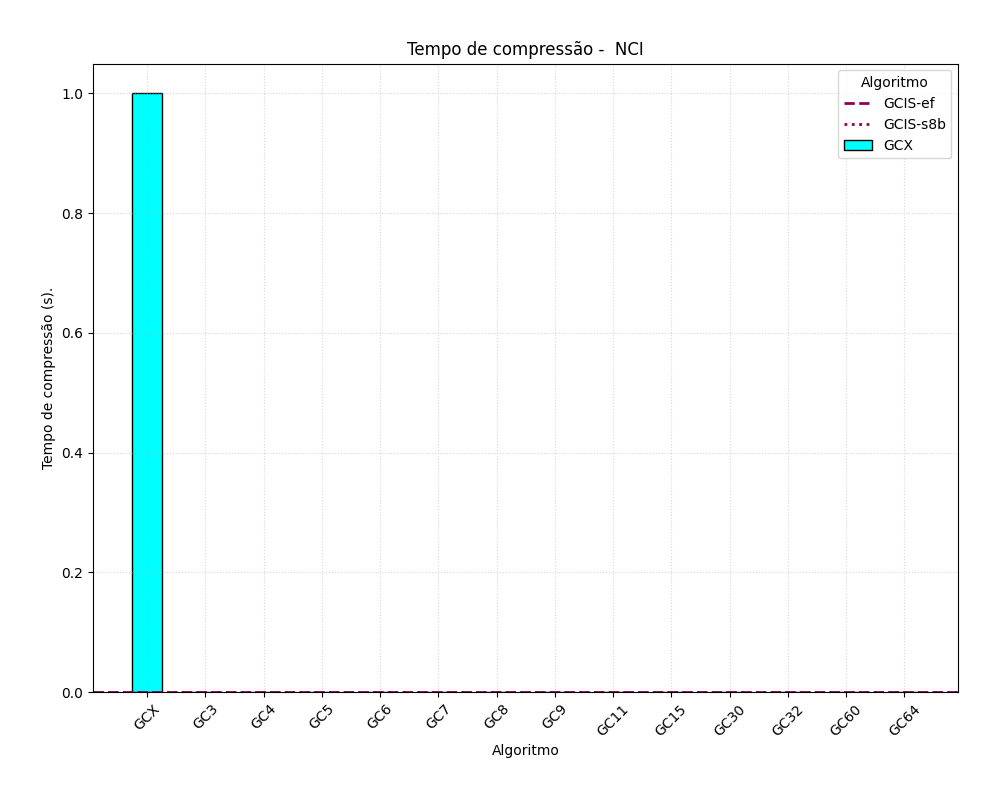 Tempo de compressão -  NCI
Algoritmo
GCIS-ef
GCIS-s8b
GCX
Tempo de compressão (s).
1.0
0.8
0.6
0.4
0.2
0.0
GCX
GC3
GC4
GC5
GC6
GC7
GC8
GC9
GC11
GC15
GC30
GC32
GC60
GC64
Algoritmo